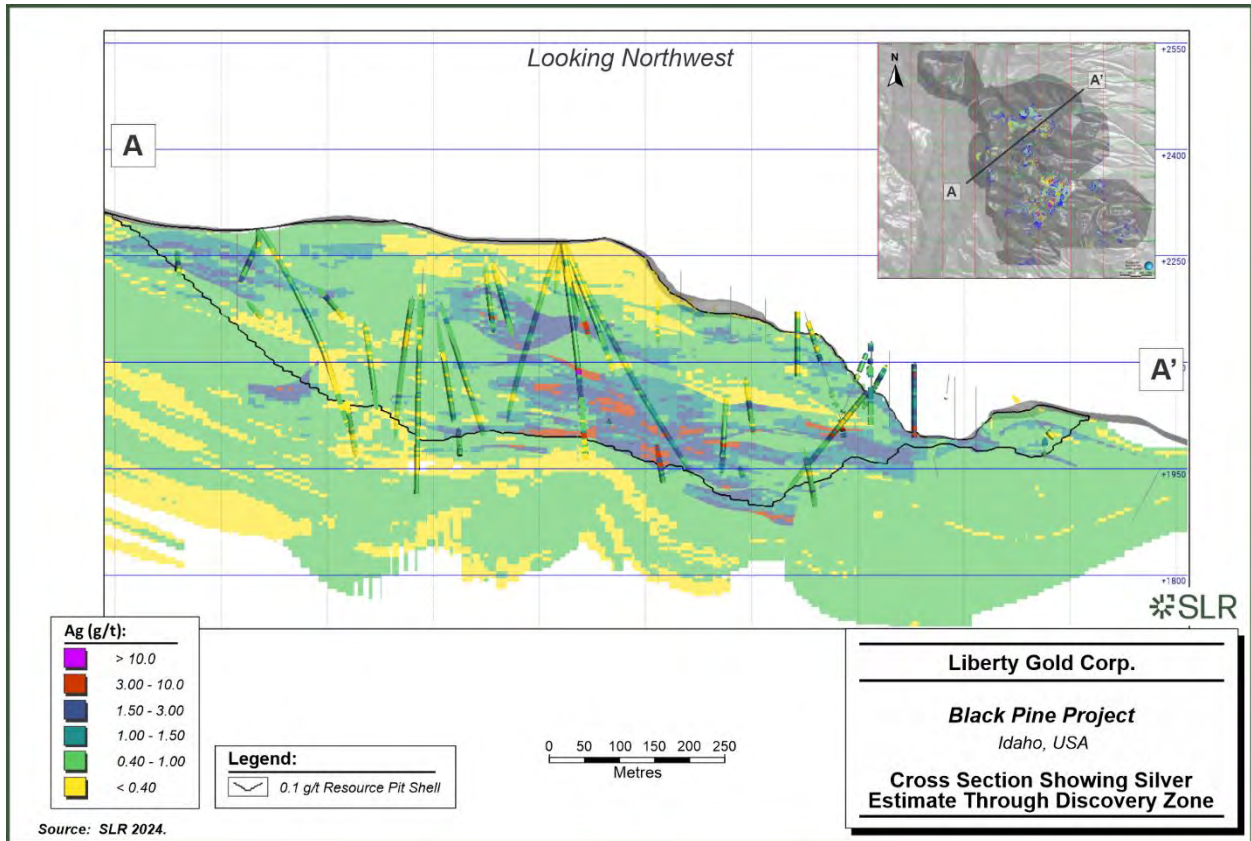 Looking Northwest
+2550
N
A'
A
+2400
A
+2250
A'
+1950
+1800
SLR
Ag (g/t):
> 10.0
3.00 - 10.0
1.50 - 3.00
1.00 - 1.50
0.40 - 1.00
< 0.40
Legend:
0.1 g/t Resource Pit Shell
0 50 100 150 200 250
Metres
Liberty Gold Corp.
Black Pine Project
Idaho, USA
Cross Section Showing Silver
Estimate Through Discovery Zone
Source: SLR 2024.